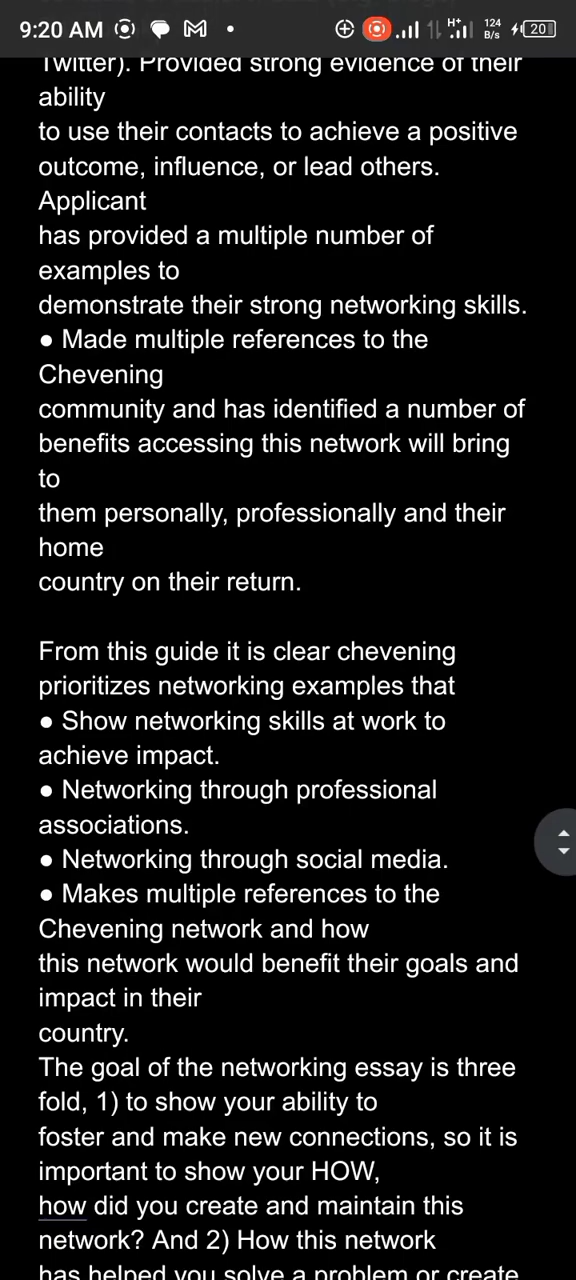 9:20 AM
H+
124
B/s
20
Twitter). Provided strong evidence of their
ability
to use their contacts to achieve a positive
outcome, influence, or lead others.
Applicant
has provided a multiple number of
examples to
demonstrate their strong networking skills.
● Made multiple references to the
Chevening
community and has identified a number of
benefits accessing this network will bring
to
them personally, professionally and their
home
country on their return.
From this guide it is clear chevening
prioritizes networking examples that
● Show networking skills at work to
achieve impact.
● Networking through professional
associations.
● Networking through social media.
● Makes multiple references to the
Chevening network and how
this network would benefit their goals and
impact in their
country.
The goal of the networking essay is three
fold, 1) to show your ability to
foster and make new connections, so it is
important to show your HOW,
how did you create and maintain this
network? And 2) How this network
has helped you solve a problem or create